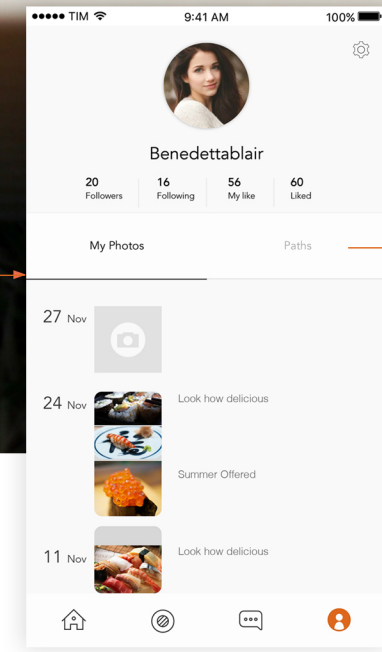 TIM 9:41 AM 100%
Benedettablair
20 16 56 60
Followers Following My like Liked
My Photos Paths
27 Nov
24 Nov Look how delicious
Summer Offered
11 Nov Look how delicious